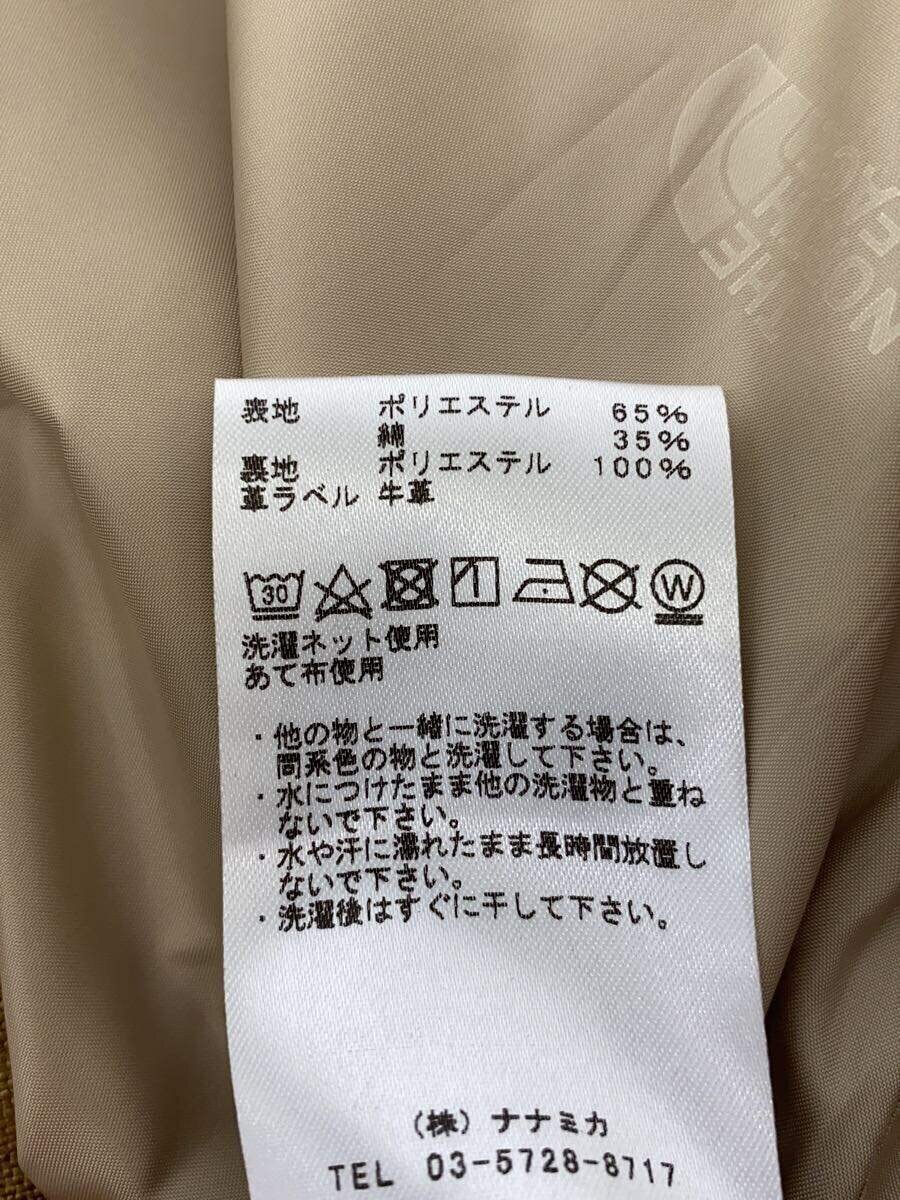 THE
NORTH
表地 ポリエステル 65%
綿 35%
裏地 ポリエステル 100%
革ラベル 牛革
30
W
洗濯ネット使用
あて布使用
・他の物と一緒に洗濯する場合は、
同系色の物と洗濯して下さい。
・水につけたまま他の洗濯物と重ね
ないで下さい。
・水や汗に濡れたまま長時間放置し
ないで下さい。
・洗濯後はすぐに干して下さい。
(株)ナナミカ
TEL 03-5728-8717